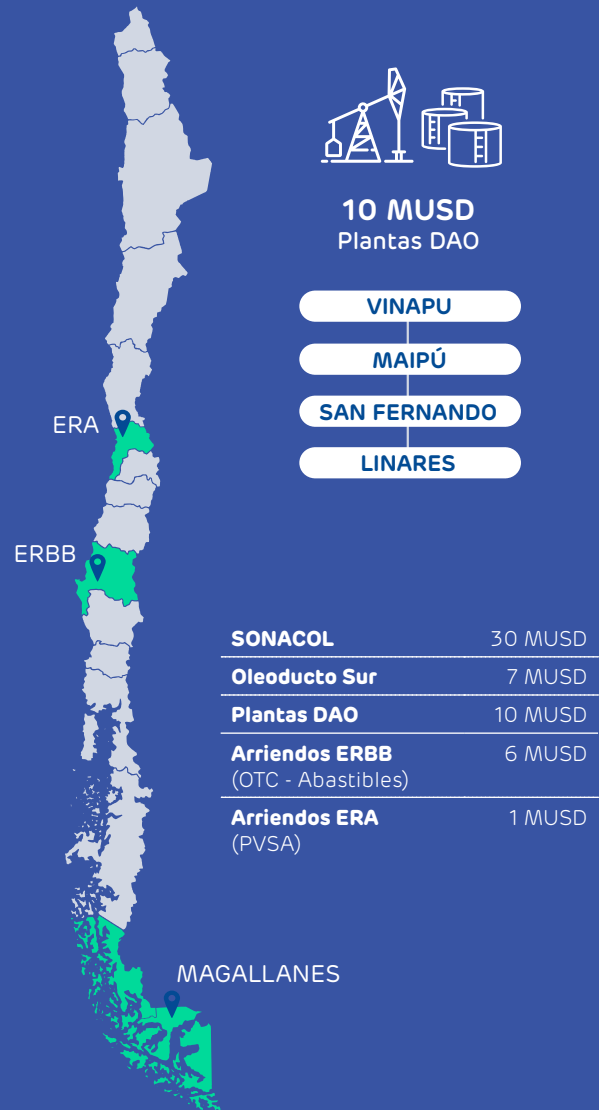 10 MUSD
Plantas DAO
VINAPU
MAIPÚ
SAN FERNANDO
LINARES
ERA
ERBB
SONACOL 30 MUSD
Oleoducto Sur 7 MUSD
Plantas DAO 10 MUSD
Arriendos ERBB 6 MUSD
(OTC - Abastibles)
Arriendos ERA 1 MUSD
(PVSA)
MAGALLANES